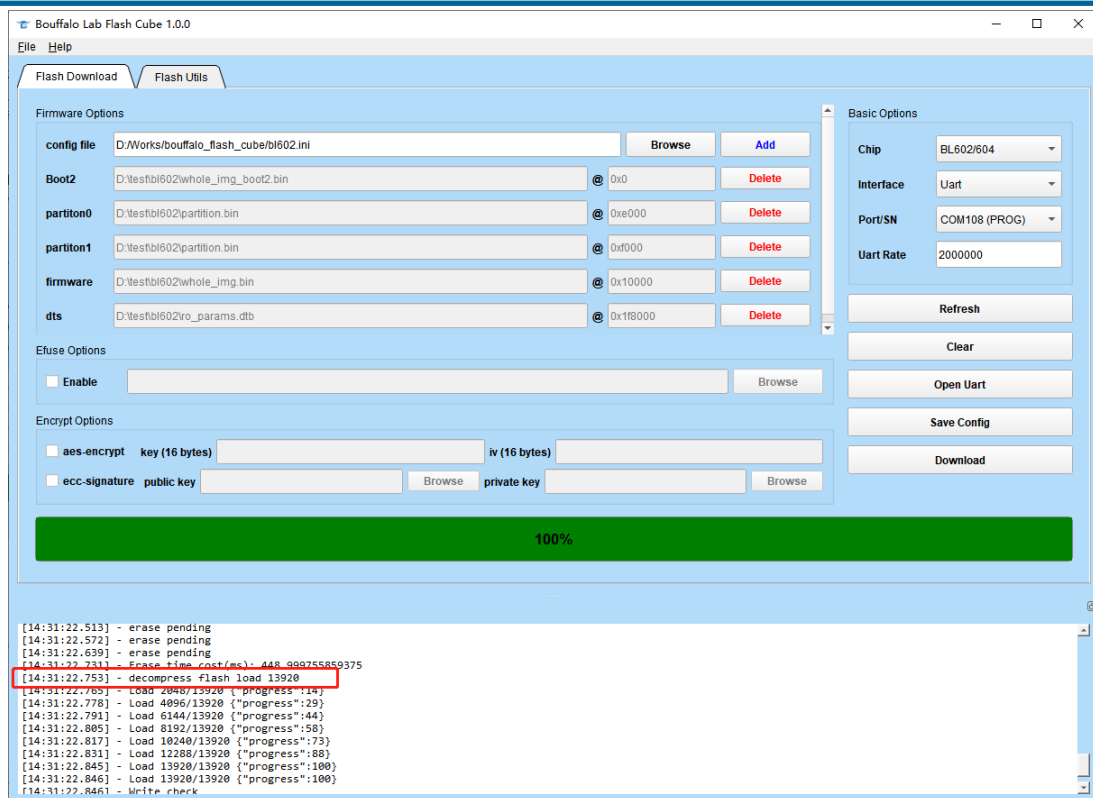 Bouffalo Lab Flash Cube 1.0.0
File Help
Flash Download Flash Utils
Firmware Options
config file D:/Works/bouffalo_flash_cube/bl602.ini Browse Add
Boot2 D:\test\bl602\whole_img_boot2.bin @ 0x0 Delete
partiton0 D:\test\bl602\partition.bin @ 0xe000 Delete
partiton1 D:\test\bl602\partition.bin @ 0xf000 Delete
firmware D:\test\bl602\whole_img.bin @ 0x10000 Delete
dts D:\test\bl602\ro_params.dtb @ 0x1f8000 Delete
Basic Options
Chip BL602/604
Interface Uart
Port/SN COM108 (PROG)
Uart Rate 2000000
Refresh
Clear
Open Uart
Save Config
Download
Efuse Options
Enable Browse
Encrypt Options
aes-encrypt key (16 bytes) iv (16 bytes)
ecc-signature public key Browse private key Browse
100%
[14:31:22.513] - erase pending
[14:31:22.572] - erase pending
[14:31:22.639] - erase pending
[14:31:22.731] - Erase time cost(ms): 448.999755859375
[14:31:22.753] - decompress flash load 13920
[14:31:22.765] - Load 2048/13920 {"progress":14}
[14:31:22.778] - Load 4096/13920 {"progress":29}
[14:31:22.791] - Load 6144/13920 {"progress":44}
[14:31:22.805] - Load 8192/13920 {"progress":58}
[14:31:22.817] - Load 10240/13920 {"progress":73}
[14:31:22.831] - Load 12288/13920 {"progress":88}
[14:31:22.845] - Load 13920/13920 {"progress":100}
[14:31:22.846] - Load 13920/13920 {"progress":100}
[14:31:22.846] - Write check